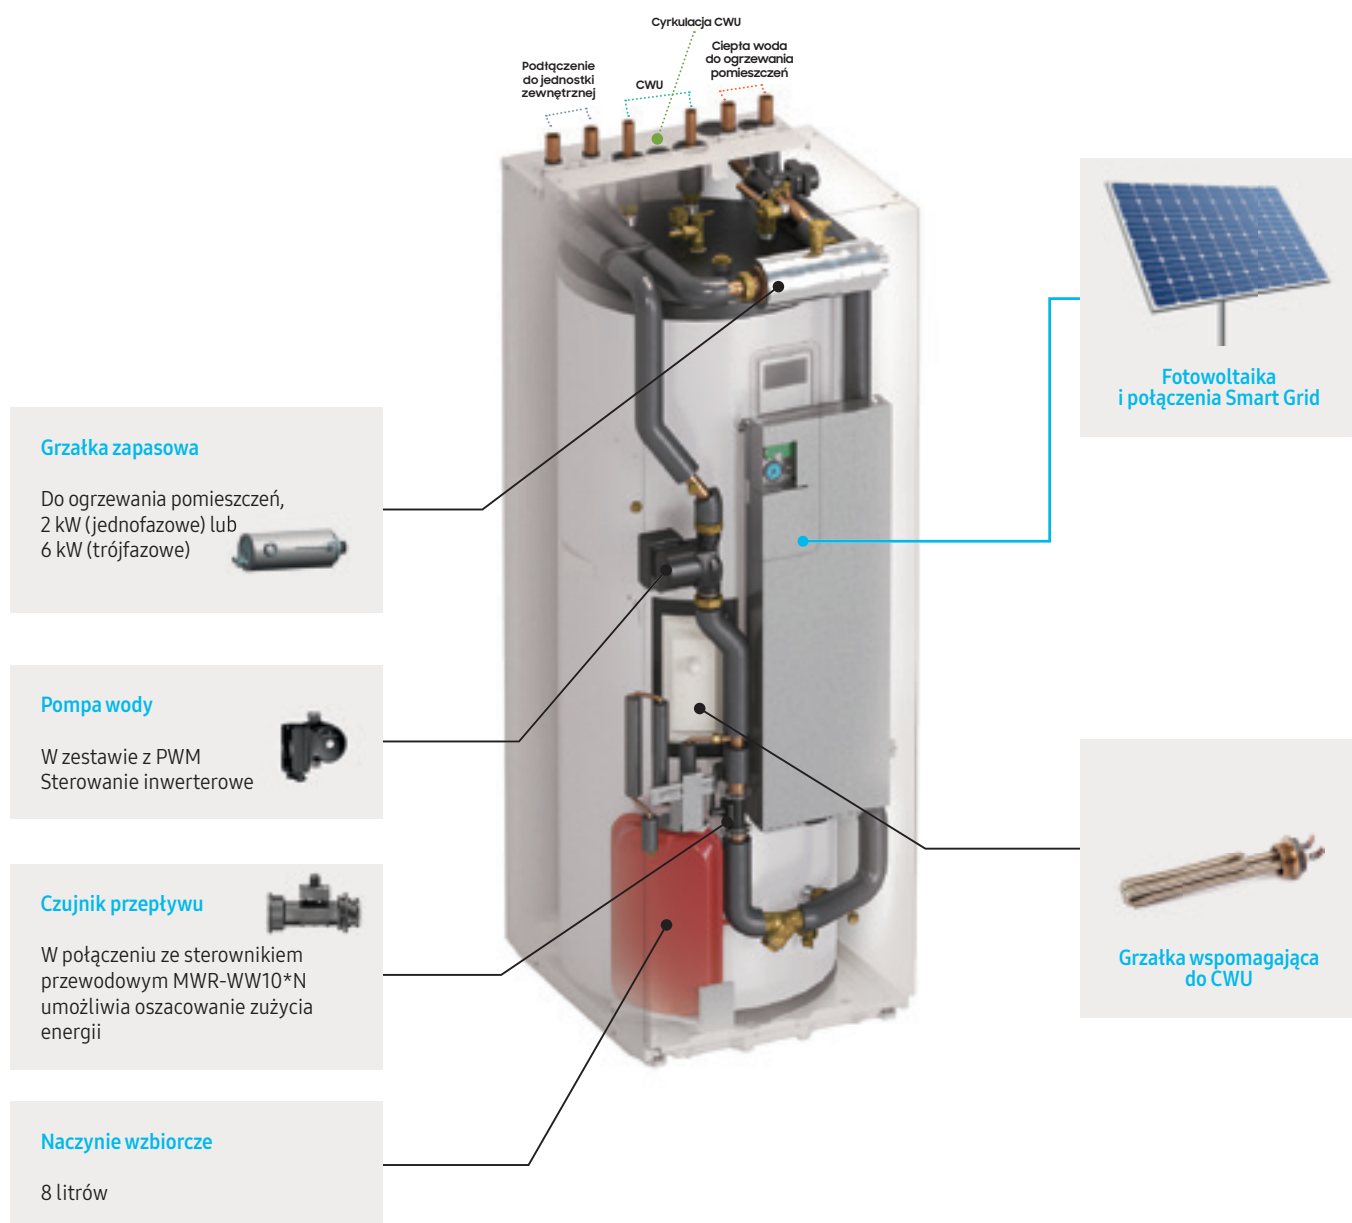 Cyrkulacja CWU
Podłączenie
do jednostki
zewnętrznej
CWU
Ciepła woda
do ogrzewania
pomieszczeń
Fotowoltaika
i połączenia Smart Grid
Grzałka zapasowa
Do ogrzewania pomieszczeń,
2 kW (jednofazowe) lub
6 kW (trójfazowe)
Pompa wody
W zestawie z PWM
Sterowanie inwerterowe
Czujnik przepływu
W połączeniu ze sterownikiem
przewodowym MWR-WW10*N
umożliwia oszacowanie zużycia
energii
Grzałka wspomagająca
do CWU
Naczynie wzbiorcze
8 litrów